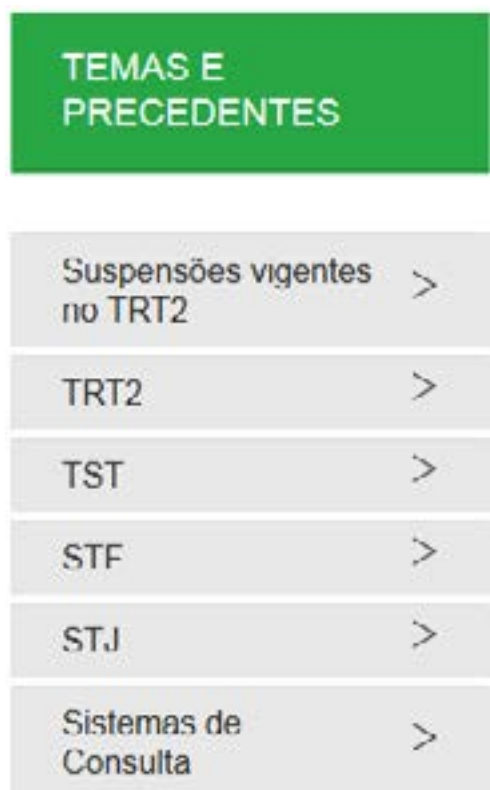 TEMAS E
PRECEDENTES
Suspensões vigentes
no TRT2
TRT2
TST
STF
STJ
Sistemas de
Consulta